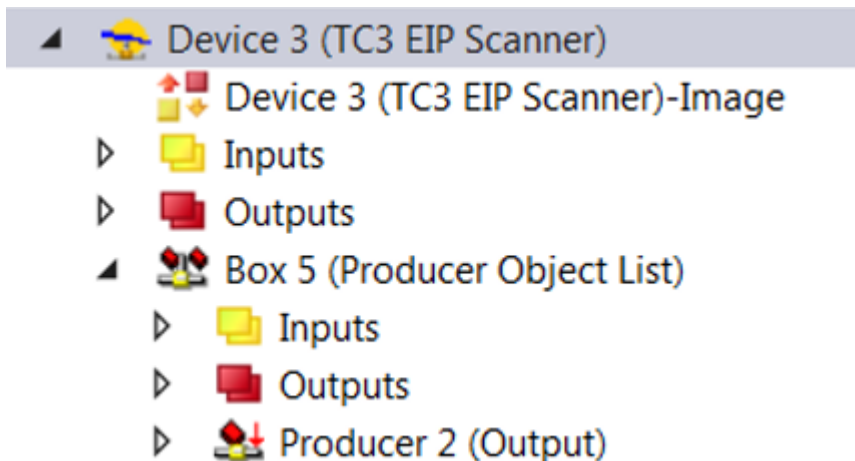 Device 3 (TC3 EIP Scanner)
Device 3 (TC3 EIP Scanner)-Image
Inputs
Outputs
Box 5 (Producer Object List)
Inputs
Outputs
Producer 2 (Output)